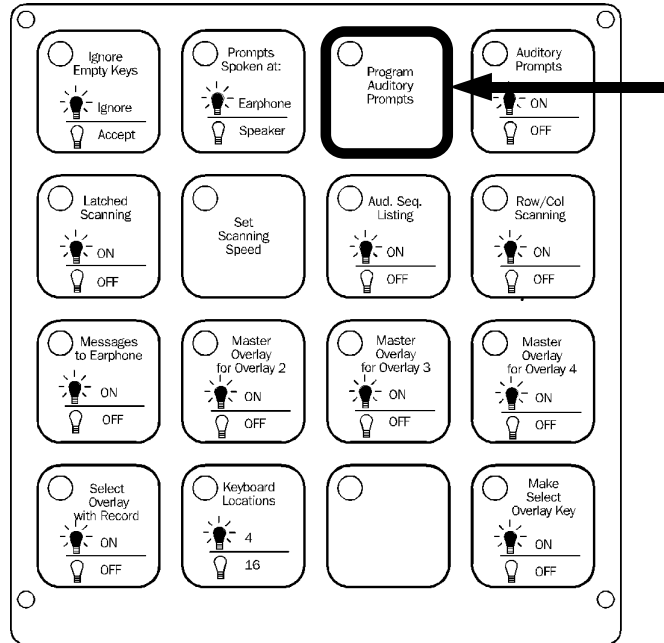 Ignore
Empty Keys
Ignore
Accept
Prompts
Spoken at:
Earphone
Speaker
Program
Auditory
Prompts
Auditory
Prompts
ON
OFF
Latched
Scanning
ON
OFF
Set
Scanning
Speed
Aud. Seq.
Listing
ON
OFF
Row/Col
Scanning
ON
OFF
Messages
to Earphone
ON
OFF
Master
Overlay
for Overlay 2
ON
OFF
Master
Overlay
for Overlay 3
ON
OFF
Master
Overlay
for Overlay 4
ON
OFF
Select
Overlay
with Record
ON
OFF
Keyboard
Locations
4
16
Make
Select
Overlay Key
ON
OFF